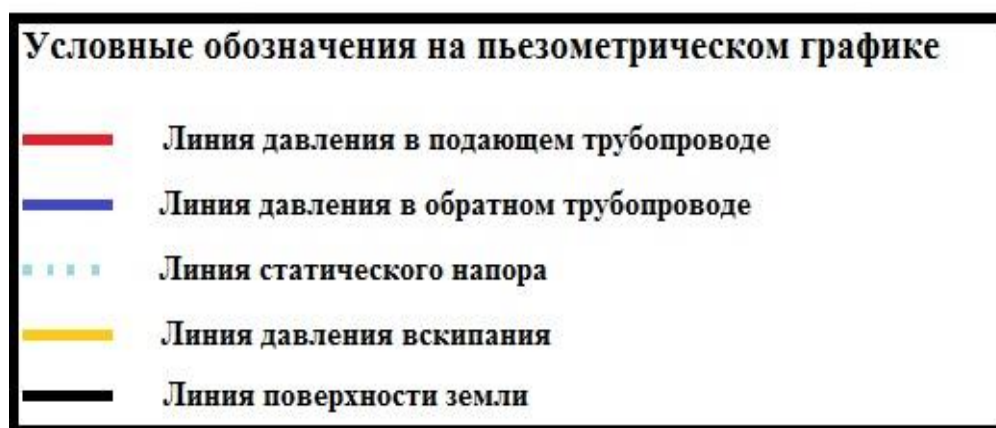 Условные обозначения на пьезометрическом графике
Линия давления в подающем трубопроводе
Линия давления в обратном трубопроводе
Линия статического напора
Линия давления вскипания
Линия поверхности земли